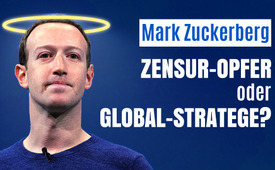 Mark Zuckerberg
ZENSUR-OPFER
oder
GLOBAL-STRATEGE?